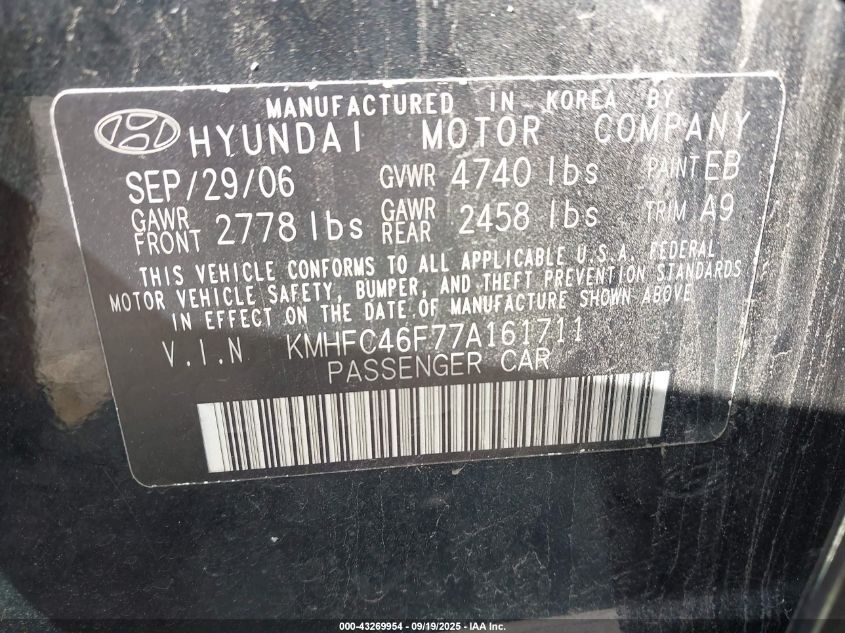 MANUFACTURED IN KOREA BY
HYUNDAI MOTOR COMPANY
SEP/29/06 GVWR 4740 lbs PAINT EB
GAWR FRONT 2778 lbs GAWR REAR 2458 lbs TRIM A9
THIS VEHICLE CONFORMS TO ALL APPLICABLE U.S.A. FEDERAL
MOTOR VEHICLE SAFETY, BUMPER, AND THEFT PREVENTION STANDARDS
IN EFFECT ON THE DATE OF MANUFACTURE SHOWN ABOVE
V.I.N KMHFC46F77A161711
PASSENGER CAR
000-43269954 - 09/19/2025 - IAA Inc.